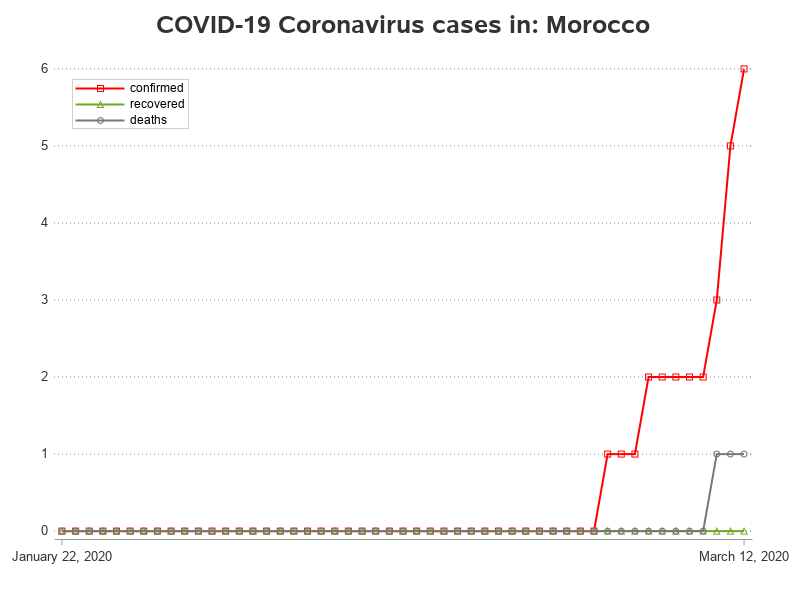 COVID-19 Coronavirus cases in: Morocco
confirmed
recovered
deaths
6
5
4
3
2
1
0
January 22, 2020
March 12, 2020